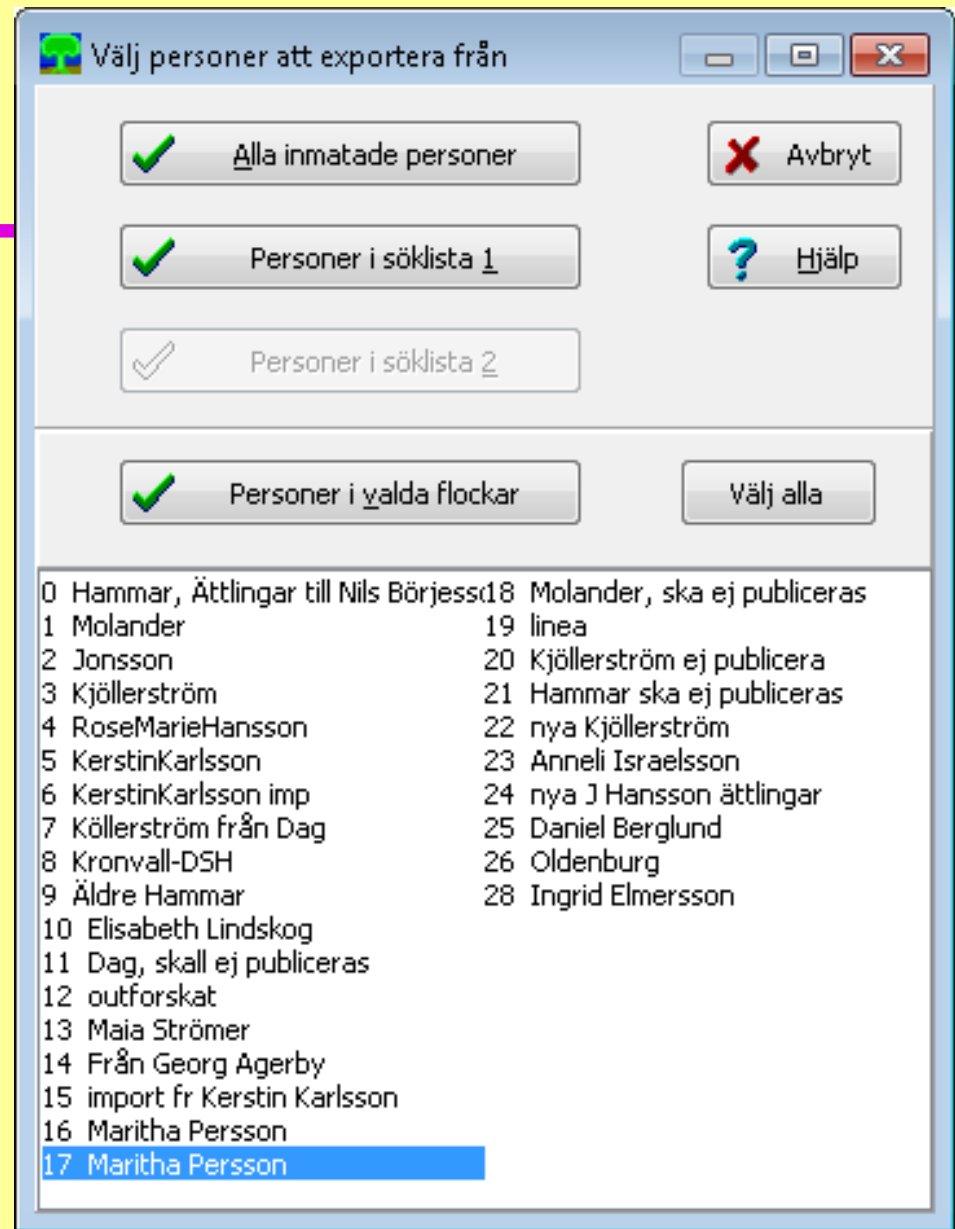 Välj personer att exportera från
Alla inmatade personer
Avbryt
Personer i söklista 1
Hjälp
Personer i söklista 2
Personer i valda flockar
Välj alla
0 Hammar, Ättlingar till Nils Börjess
1 Molander
2 Jonsson
3 Kjöllerström
4 RoseMarieHansson
5 KerstinKarlsson
6 KerstinKarlsson imp
7 Köllerström från Dag
8 Kronvall-DSH
9 Äldre Hammar
10 Elisabeth Lindskog
11 Dag, skall ej publiceras
12 outforskat
13 Maia Strömer
14 Från Georg Agerby
15 import fr Kerstin Karlsson
16 Maritha Persson
17 Maritha Persson
18 Molander, ska ej publiceras
19 linea
20 Kjöllerström ej publicera
21 Hammar ska ej publiceras
22 nya Kjöllerström
23 Anneli Israelsson
24 nya J Hansson ättlingar
25 Daniel Berglund
26 Oldenburg
28 Ingrid Elmersson